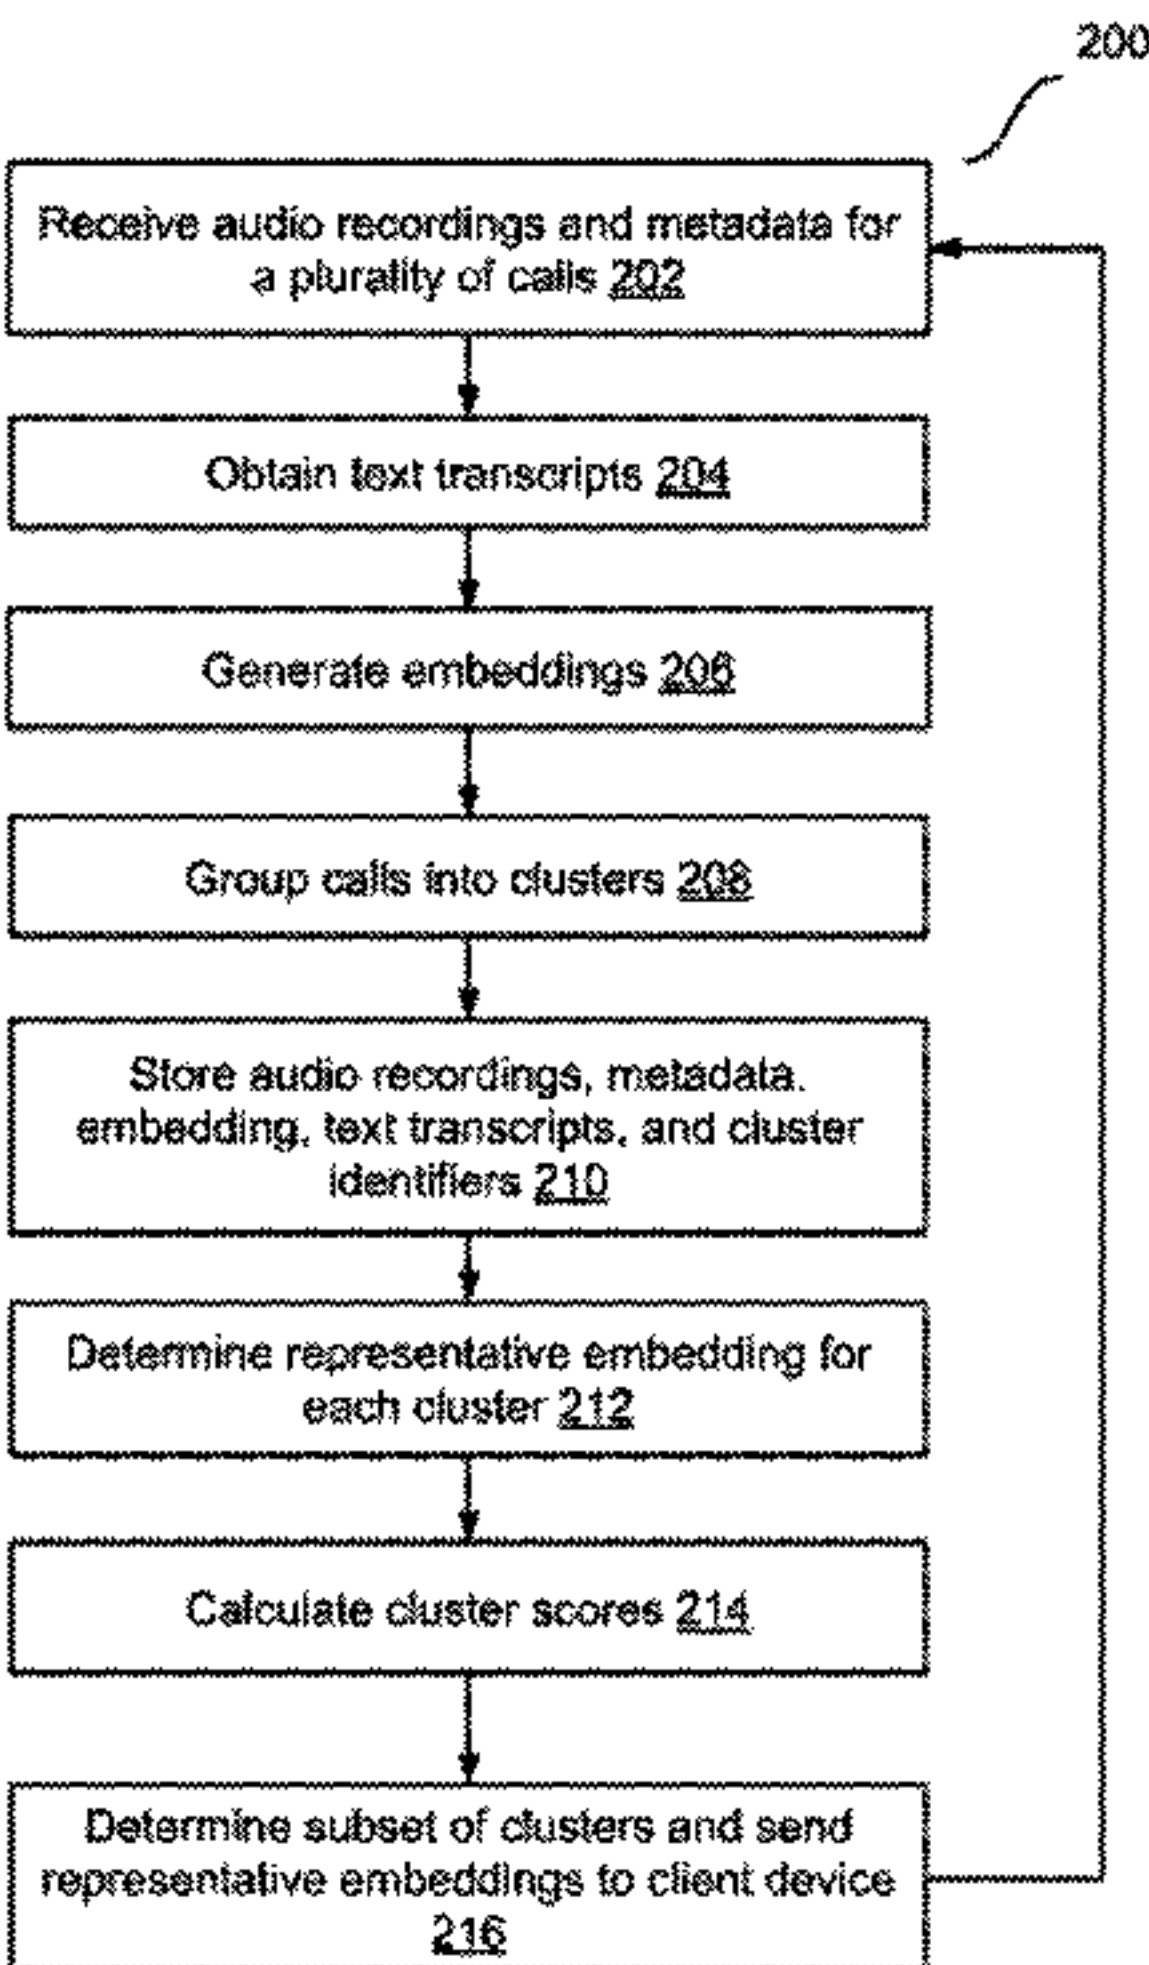 200
Receive audio recordings and metadata for
a plurality of calls 202
Obtain text transcripts 204
Generate embeddings 206
Group calls into clusters 208
Store audio recordings, metadata.
embedding, text transcripts, and cluster
identifiers 210
Determine representative embedding for
each cluster 212
Calculate cluster scores 214
Determine subset of clusters and send
representative embeddings to client device
216